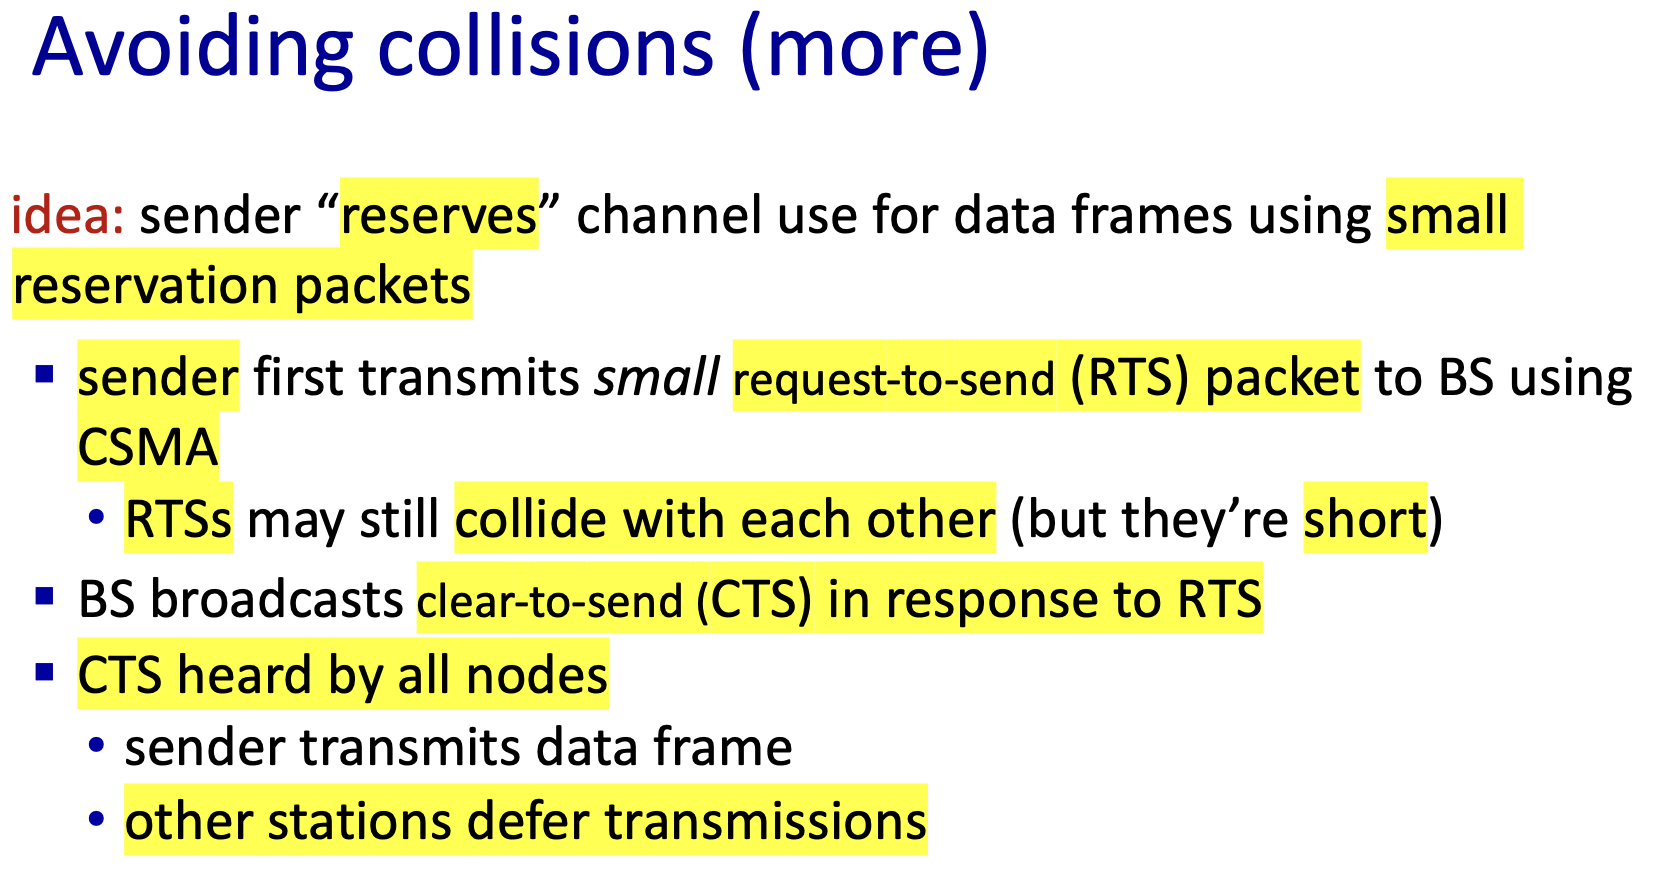 Avoiding collisions (more)
idea: sender “reserves” channel use for data frames using small
reservation packets
▪ sender first transmits small request-to-send (RTS) packet to BS using
CSMA
• RTSs may still collide with each other (but they’re short)
▪ BS broadcasts clear-to-send (CTS) in response to RTS
▪ CTS heard by all nodes
• sender transmits data frame
• other stations defer transmissions